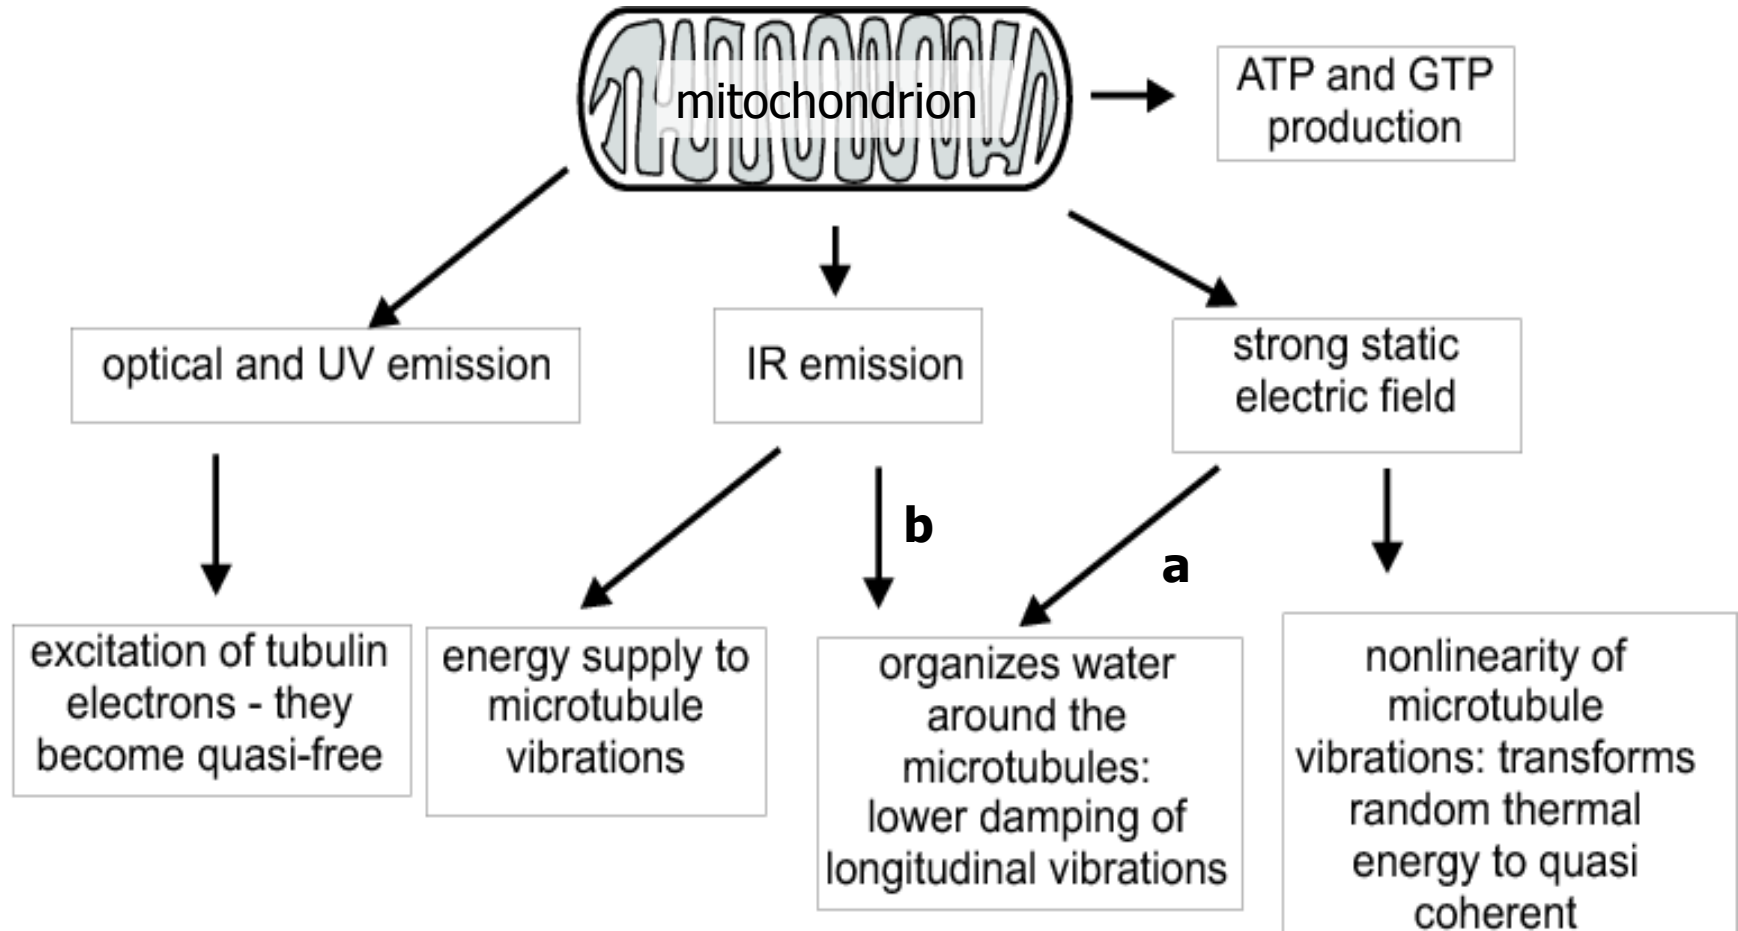 mitochondrion
ATP and GTP
production
optical and UV emission
IR emission
strong static
electric field
b
a
excitation of tubulin
electrons - they
become quasi-free
energy supply to
microtubule
vibrations
organizes water
around the
microtubules:
lower damping of
longitudinal vibrations
nonlinearity of
microtubule
vibrations: transforms
random thermal
energy to quasi
coherent